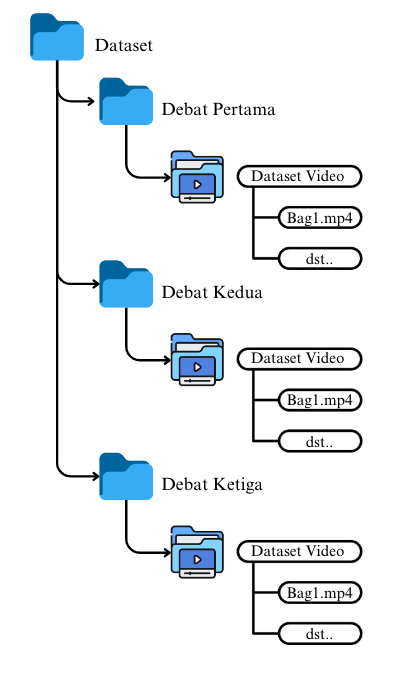 Dataset
Debat Pertama
Dataset Video
Bag1.mp4
dst..
Debat Kedua
Dataset Video
Bag1.mp4
dst..
Debat Ketiga
Dataset Video
Bag1.mp4
dst..